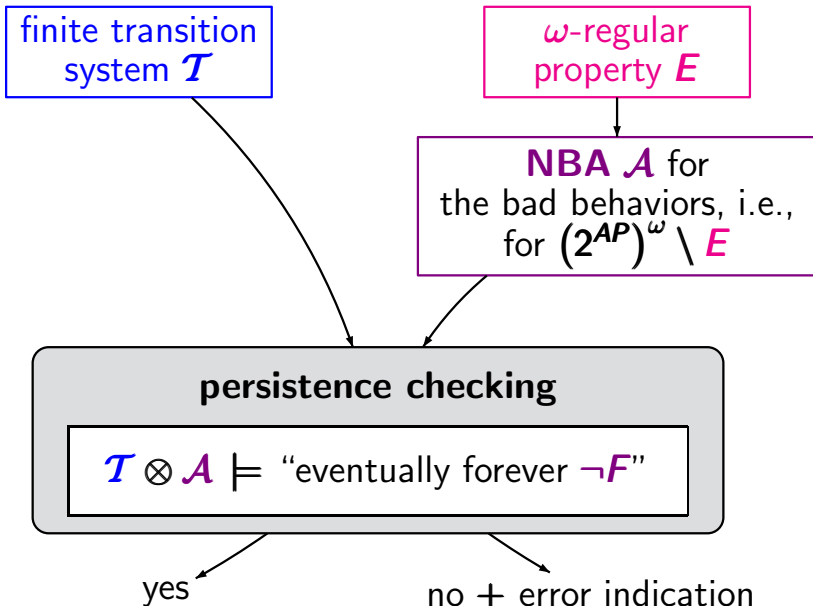 finite transition
system 𝒯
ω-regular
property E
NBA 𝒜 for
the bad behaviors, i.e.,
for (2^AP)^ω \ E
persistence checking
𝒯 ⊗ 𝒜 ⊨ “eventually forever ¬F”
yes
no + error indication